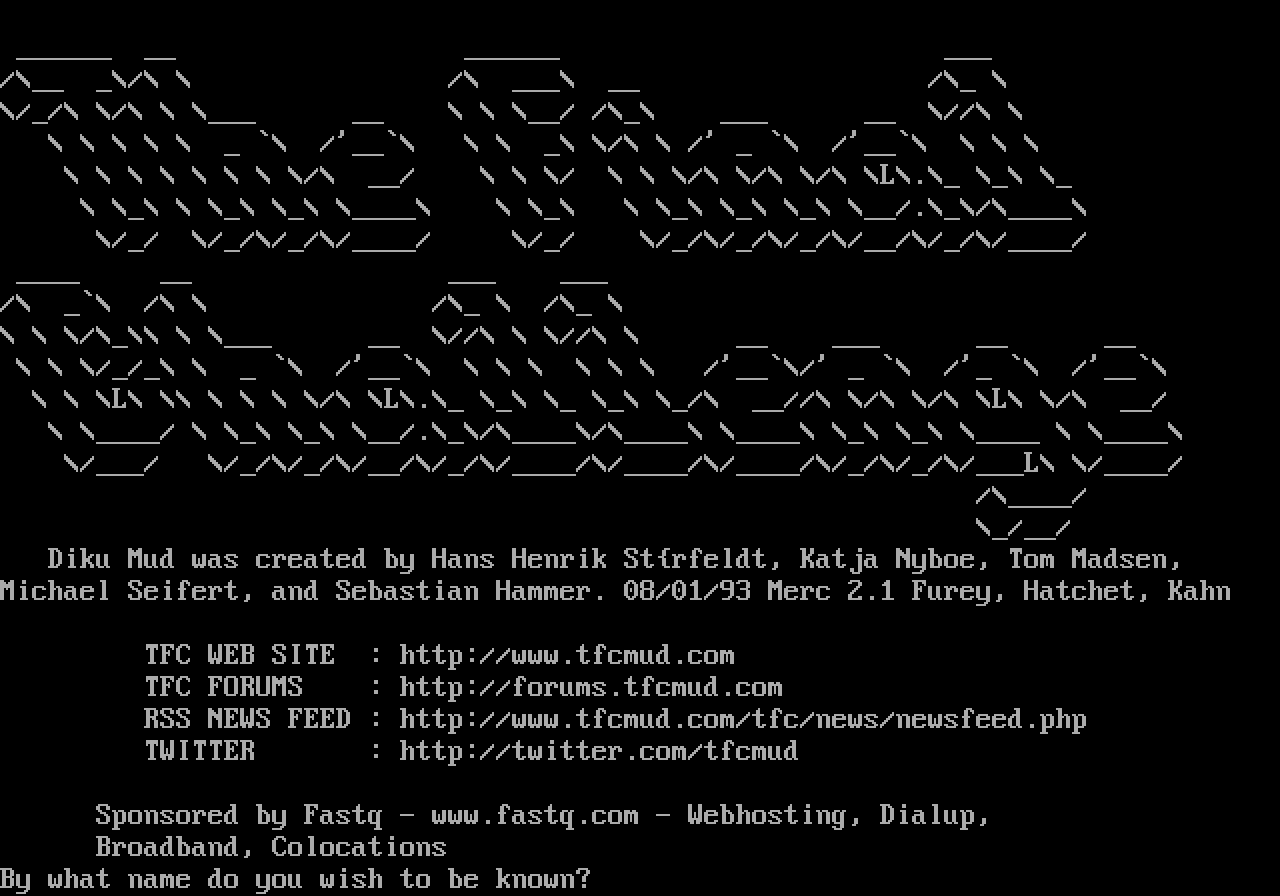 The Final
Challenge
Diku Mud was created by Hans Henrik St{rfeldt, Katja Nyboe, Tom Madsen,
Michael Seifert, and Sebastian Hammer. 08/01/93 Merc 2.1 Furey, Hatchet, Kahn
TFC WEB SITE  : http://www.tfcmud.com
TFC FORUMS    : http://forums.tfcmud.com
RSS NEWS FEED : http://www.tfcmud.com/tfc/news/newsfeed.php
TWITTER       : http://twitter.com/tfcmud
Sponsored by Fastq - www.fastq.com - Webhosting, Dialup,
Broadband, Colocations
By what name do you wish to be known?